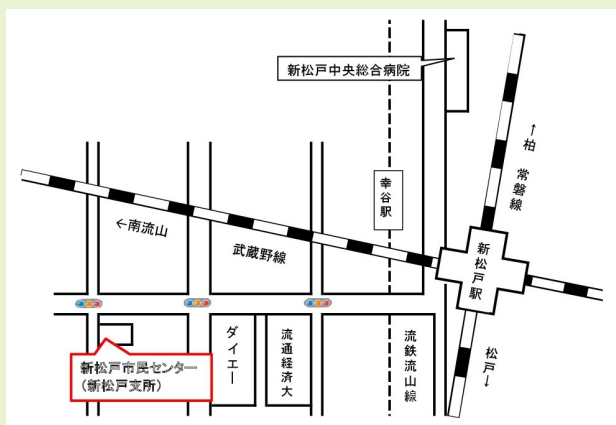 新松戸中央総合病院
↑柏 常磐線
幸谷駅
←南流山
武蔵野線
新松戸駅
ダイエー
流通経済大
流鉄流山線
松戸↓
新松戸市民センター
(新松戸支所)